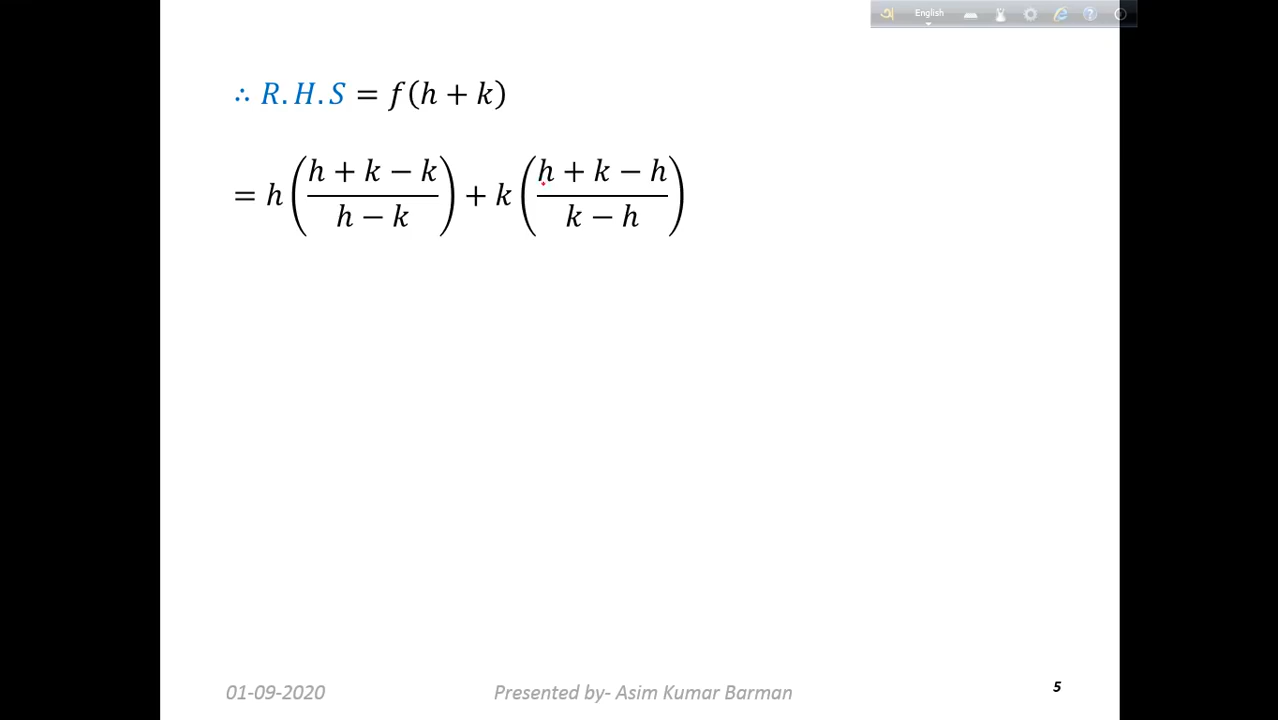 English
∴ R.H.S = f(h + k)
= h((h + k − k)/(h − k)) + k((h + k − h)/(k − h))
01-09-2020 Presented by- Asim Kumar Barman 5